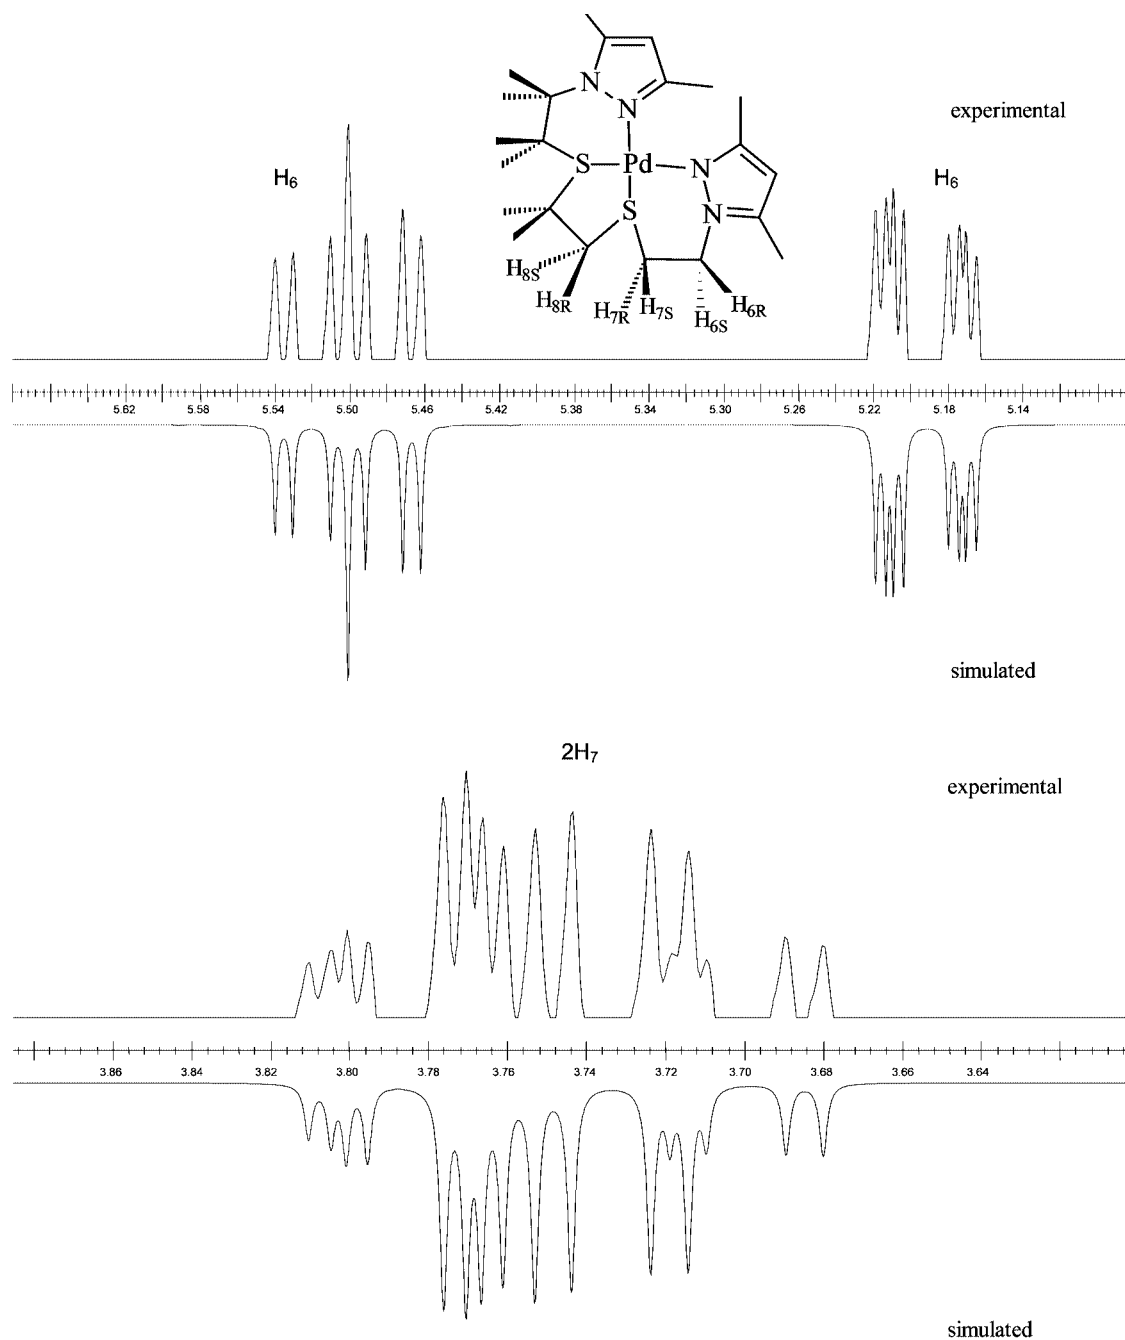 experimental
H6
H6
N
N
S
Pd
N
S
N
H8S
H8R
H7R
H7S
H6S
H6R
5.62 5.58 5.54 5.50 5.46 5.42 5.38 5.34 5.30 5.26 5.22 5.18 5.14
simulated
2H7
experimental
3.86 3.84 3.82 3.80 3.78 3.76 3.74 3.72 3.70 3.68 3.66 3.64
simulated